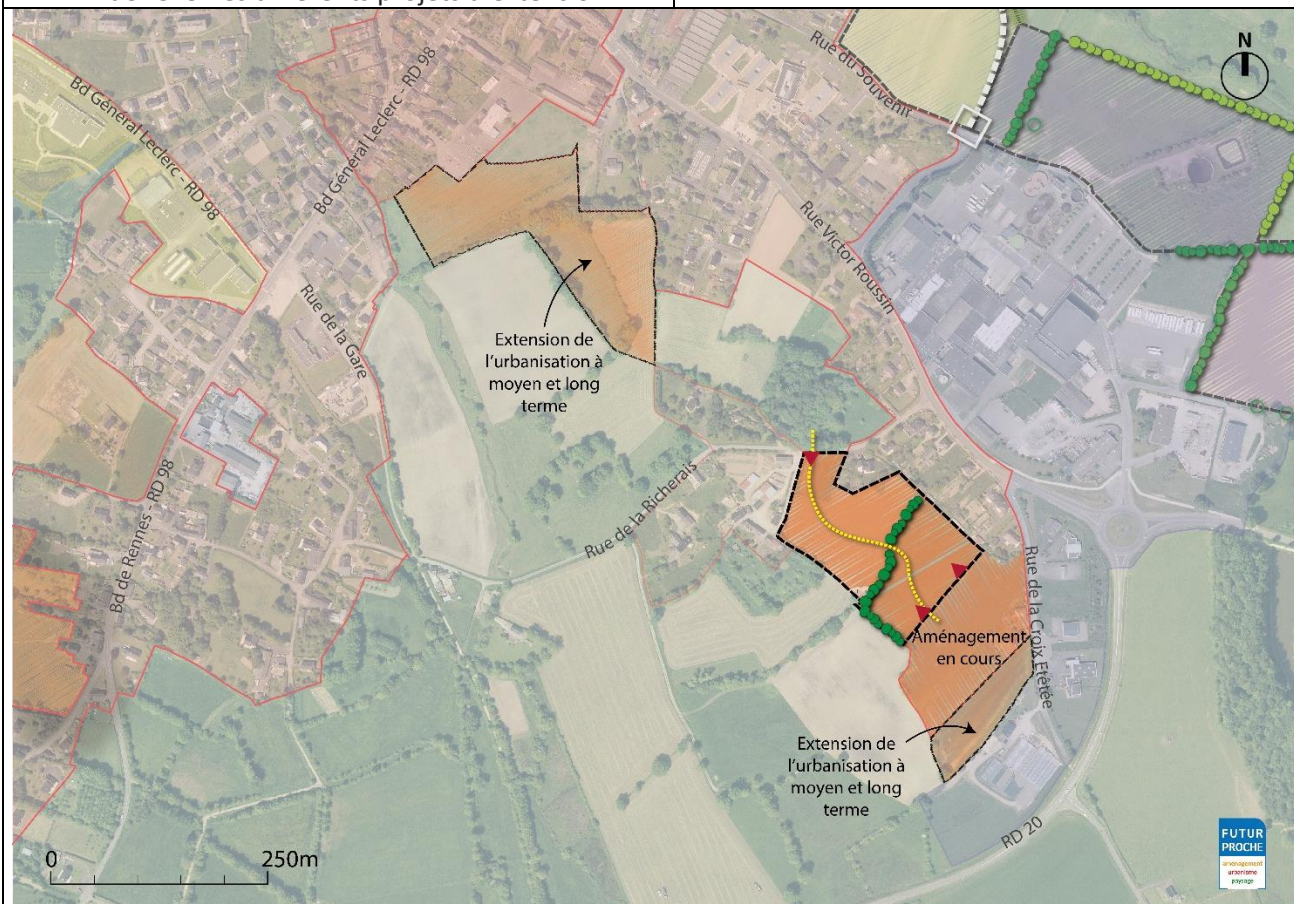 Rue du Souvenir
N
Bd Général Leclerc - RD 98
Bd Général Leclerc - RD 98
Rue Victor Roussin
Rue de la Gare
Extension de
l'urbanisation à
moyen et long
terme
Rue de la Richerais
Bd de Rennes - RD 98
Rue de la Croix Etêtée
Aménagement
en cours
Extension de
l'urbanisation à
moyen et long
terme
RD 20
0 250m
FUTUR
PROCHE
aménagement
urbanisme
paysage